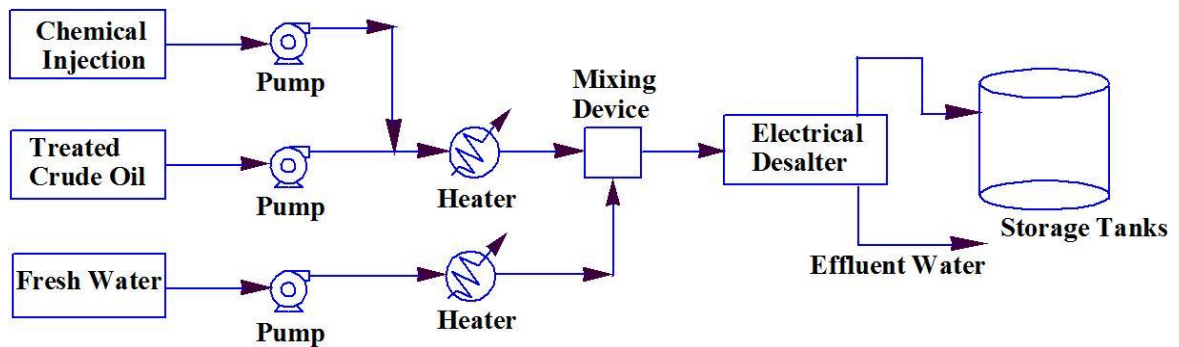 Chemical
Injection
Pump
Mixing
Device
Treated
Crude Oil
Pump
Heater
Electrical
Desalter
Storage Tanks
Fresh Water
Pump
Heater
Effluent Water